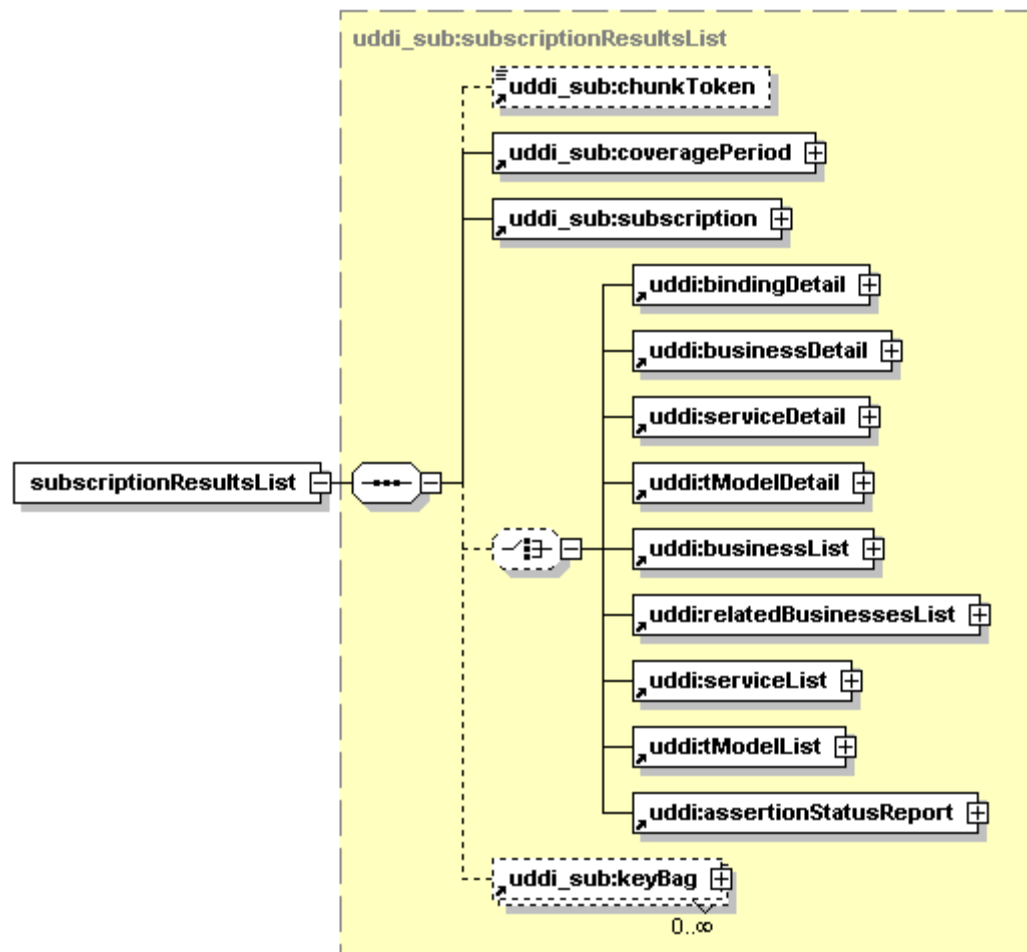 uddi_sub:subscriptionResultsList
uddi_sub:chunkToken
uddi_sub:coveragePeriod
uddi_sub:subscription
uddi:bindingDetail
uddi:businessDetail
uddi:serviceDetail
subscriptionResultsList
uddi:tModelDetail
uddi:businessList
uddi:relatedBusinessesList
uddi:serviceList
uddi:tModelList
uddi:assertionStatusReport
uddi_sub:keyBag
0..∞